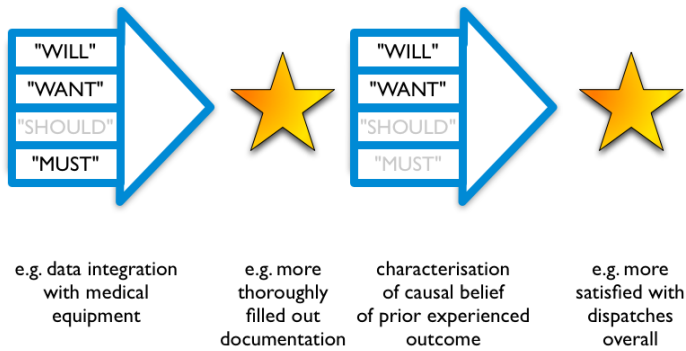 "WILL"
"WANT"
"SHOULD"
"MUST"
"WILL"
"WANT"
"SHOULD"
"MUST"
e.g. data integration
with medical
equipment
e.g. more
thoroughly
filled out
documentation
characterisation
of causal belief
of prior experienced
outcome
e.g. more
satisfied with
dispatches
overall